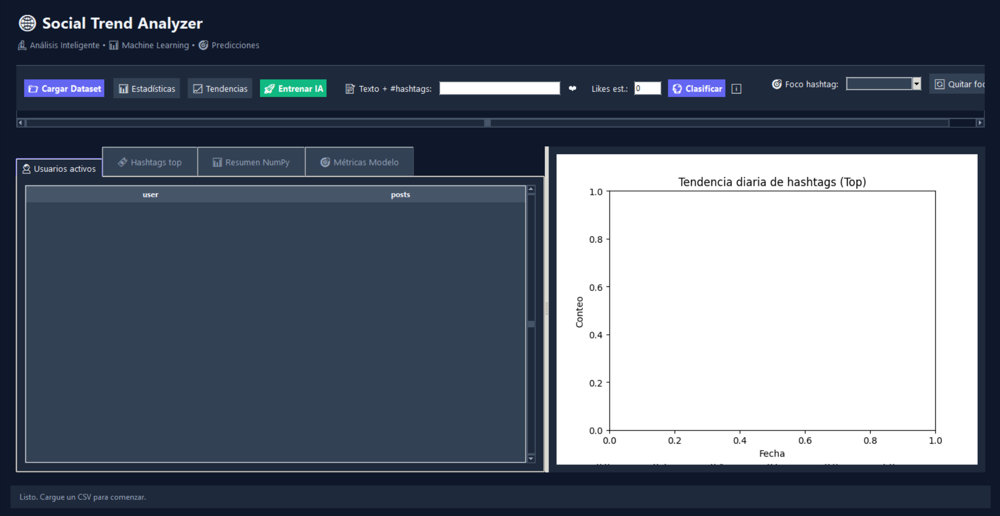 Social Trend Analyzer
Análisis Inteligente • Machine Learning • Predicciones
Cargar Dataset Estadísticas Tendencias Entrenar IA Texto + #hashtags: Likes est.: 0 Clasificar i Foco hashtag: Quitar foc
Usuarios activos Hashtags top Resumen NumPy Métricas Modelo
user posts
Tendencia diaria de hashtags (Top)
1.0
0.8
0.6
0.4
0.2
0.0
Conteo
0.0 0.2 0.4 0.6 0.8 1.0
Fecha
Listo. Cargue un CSV para comenzar.